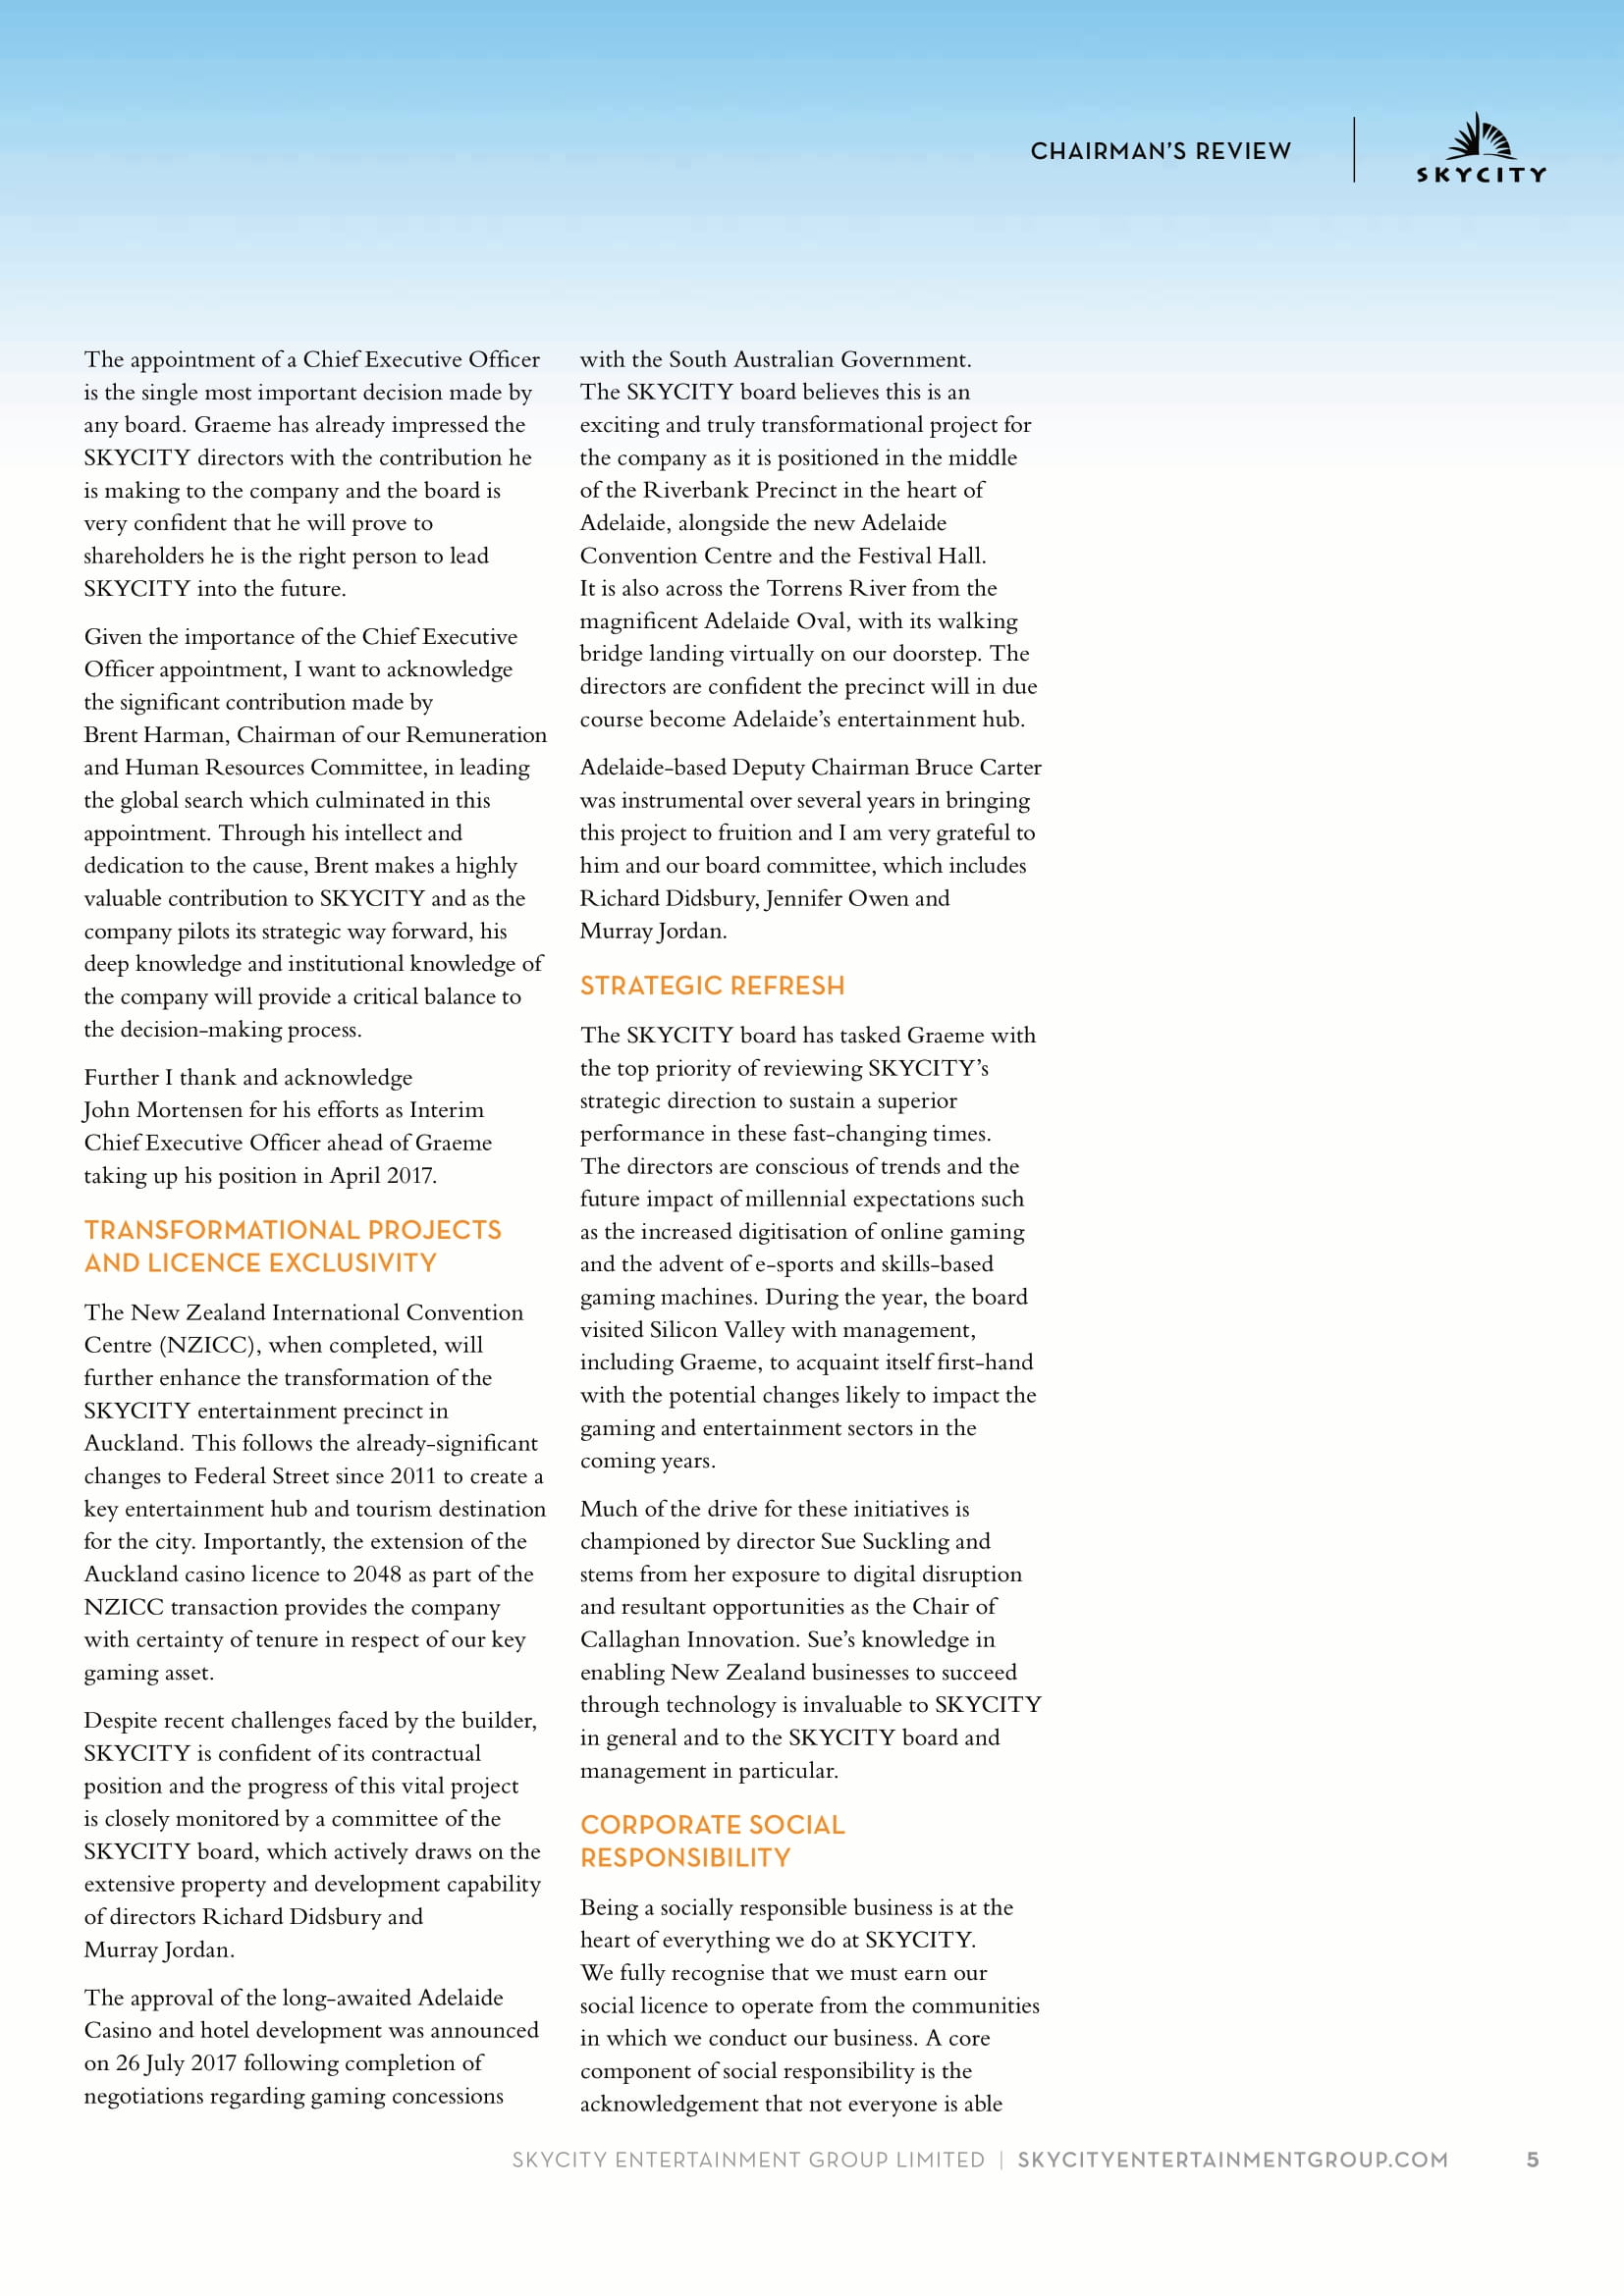 CHAIRMAN'S REVIEW
SKYCITY
The appointment of a Chief Executive Officer
is the single most important decision made by
any board. Graeme has already impressed the
SKYCITY directors with the contribution he
is making to the company and the board is
very confident that he will prove to
shareholders he is the right person to lead
SKYCITY into the future.
Given the importance of the Chief Executive
Officer appointment, I want to acknowledge
the significant contribution made by
Brent Harman, Chairman of our Remuneration
and Human Resources Committee, in leading
the global search which culminated in this
appointment. Through his intellect and
dedication to the cause, Brent makes a highly
valuable contribution to SKYCITY and as the
company pilots its strategic way forward, his
deep knowledge and institutional knowledge of
the company will provide a critical balance to
the decision-making process.
Further I thank and acknowledge
John Mortensen for his efforts as Interim
Chief Executive Officer ahead of Graeme
taking up his position in April 2017.
TRANSFORMATIONAL PROJECTS
AND LICENCE EXCLUSIVITY
The New Zealand International Convention
Centre (NZICC), when completed, will
further enhance the transformation of the
SKYCITY entertainment precinct in
Auckland. This follows the already-significant
changes to Federal Street since 2011 to create a
key entertainment hub and tourism destination
for the city. Importantly, the extension of the
Auckland casino licence to 2048 as part of the
NZICC transaction provides the company
with certainty of tenure in respect of our key
gaming asset.
Despite recent challenges faced by the builder,
SKYCITY is confident of its contractual
position and the progress of this vital project
is closely monitored by a committee of the
SKYCITY board, which actively draws on the
extensive property and development capability
of directors Richard Didsbury and
Murray Jordan.
The approval of the long-awaited Adelaide
Casino and hotel development was announced
on 26 July 2017 following completion of
negotiations regarding gaming concessions
with the South Australian Government.
The SKYCITY board believes this is an
exciting and truly transformational project for
the company as it is positioned in the middle
of the Riverbank Precinct in the heart of
Adelaide, alongside the new Adelaide
Convention Centre and the Festival Hall.
It is also across the Torrens River from the
magnificent Adelaide Oval, with its walking
bridge landing virtually on our doorstep. The
directors are confident the precinct will in due
course become Adelaide's entertainment hub.
Adelaide-based Deputy Chairman Bruce Carter
was instrumental over several years in bringing
this project to fruition and I am very grateful to
him and our board committee, which includes
Richard Didsbury, Jennifer Owen and
Murray Jordan.
STRATEGIC REFRESH
The SKYCITY board has tasked Graeme with
the top priority of reviewing SKYCITY's
strategic direction to sustain a superior
performance in these fast-changing times.
The directors are conscious of trends and the
future impact of millennial expectations such
as the increased digitisation of online gaming
and the advent of e-sports and skills-based
gaming machines. During the year, the board
visited Silicon Valley with management,
including Graeme, to acquaint itself first-hand
with the potential changes likely to impact the
gaming and entertainment sectors in the
coming years.
Much of the drive for these initiatives is
championed by director Sue Suckling and
stems from her exposure to digital disruption
and resultant opportunities as the Chair of
Callaghan Innovation. Sue's knowledge in
enabling New Zealand businesses to succeed
through technology is invaluable to SKYCITY
in general and to the SKYCITY board and
management in particular.
CORPORATE SOCIAL
RESPONSIBILITY
Being a socially responsible business is at the
heart of everything we do at SKYCITY.
We fully recognise that we must earn our
social licence to operate from the communities
in which we conduct our business. A core
component of social responsibility is the
acknowledgement that not everyone is able
SKYCITY ENTERTAINMENT GROUP LIMITED | SKYCITYENTERTAINMENTGROUP.COM 5